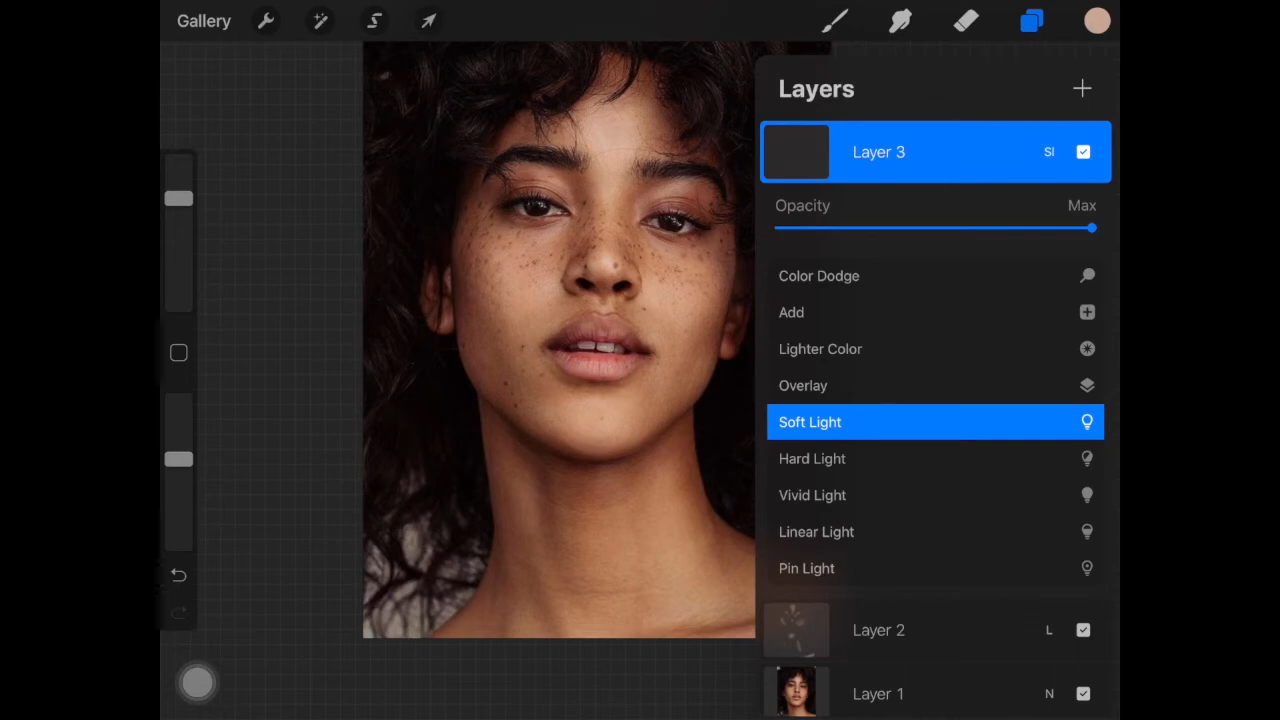 Gallery
Layers
Layer 3 Sl
Opacity Max
Color Dodge
Add
Lighter Color
Overlay
Soft Light
Hard Light
Vivid Light
Linear Light
Pin Light
Layer 2 L
Layer 1 N